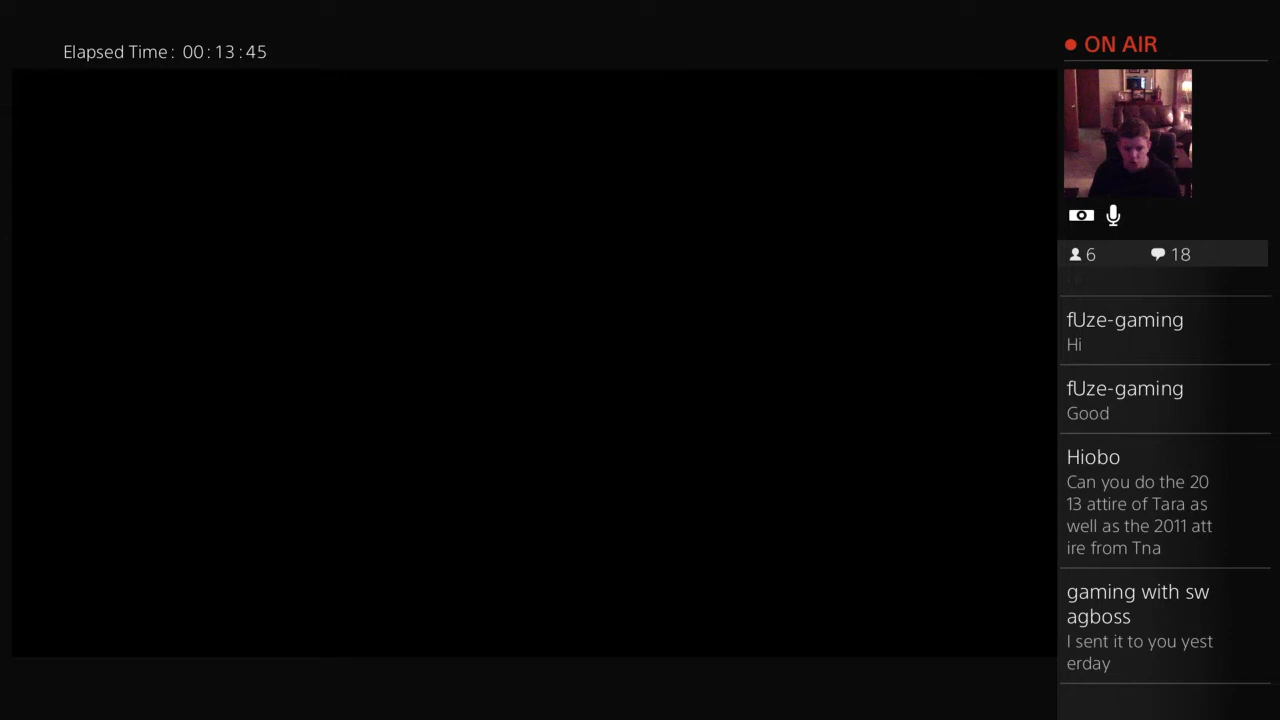 Elapsed Time: 00:13:45
ON AIR
6 18
fUze-gaming
Hi
fUze-gaming
Good
Hiobo
Can you do the 20
13 attire of Tara as
well as the 2011 att
ire from Tna
gaming with sw
agboss
I sent it to you yest
erday